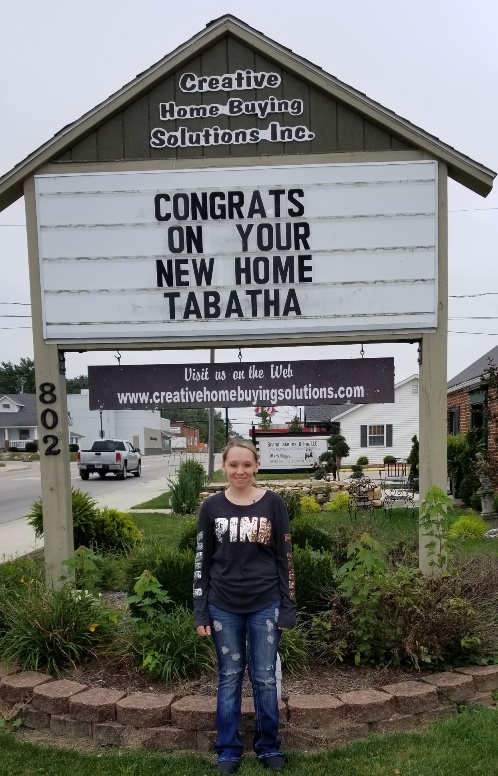 Creative
Home Buying
Solutions Inc.
CONGRATS
ON YOUR
NEW HOME
TABATHA
Visit us on the Web
www.creativehomebuyingsolutions.com
802
PINK